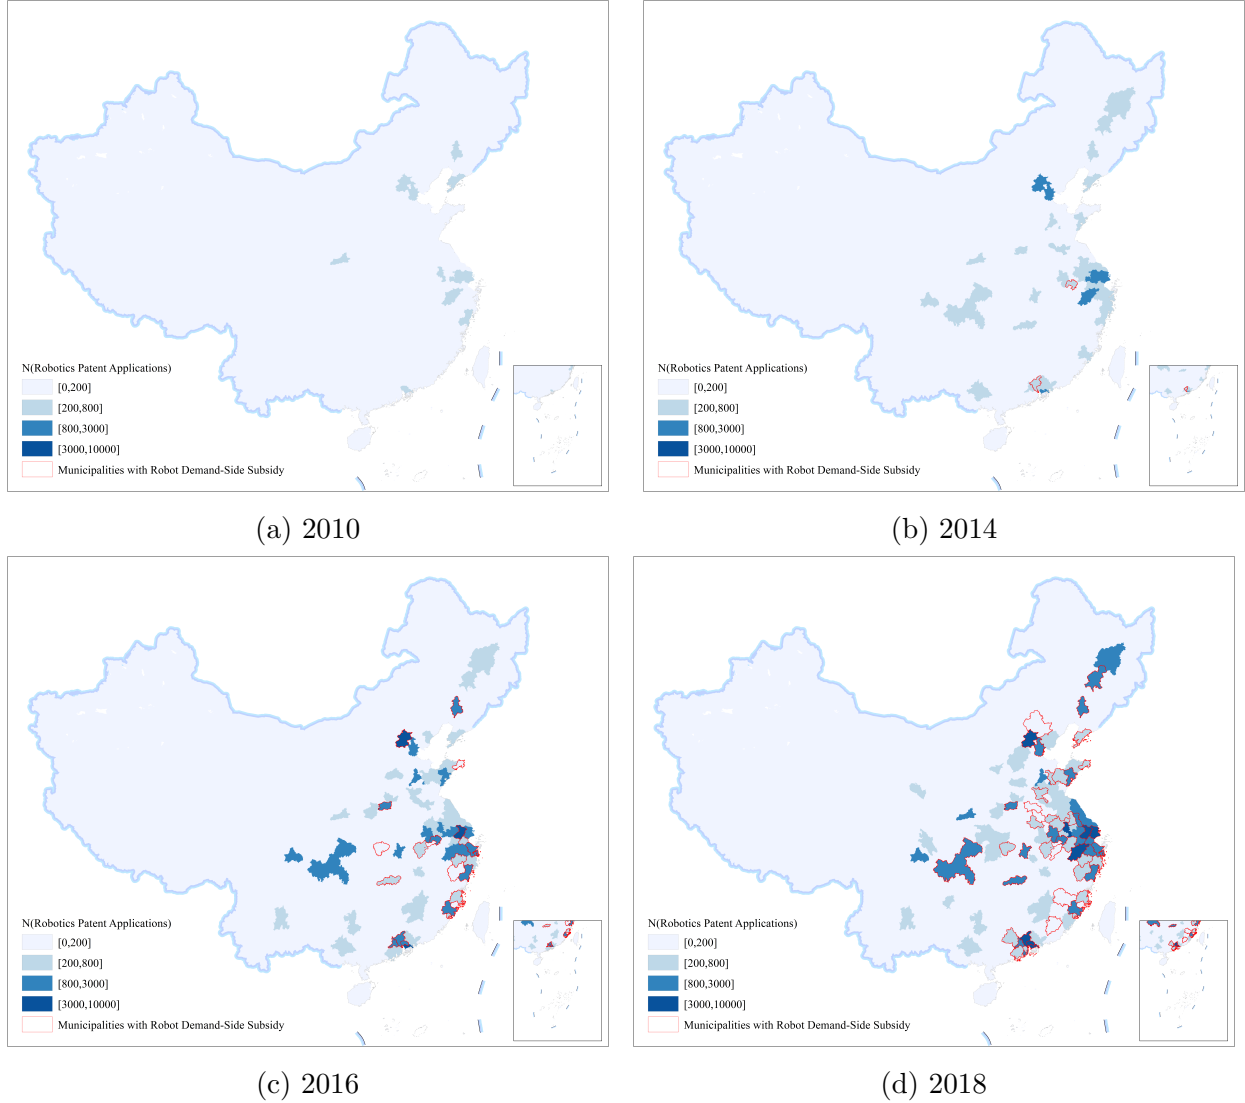 N(Robotics Patent Applications)
[0,200]
[200,800]
[800,3000]
[3000,10000]
Municipalities with Robot Demand-Side Subsidy
(a) 2010
N(Robotics Patent Applications)
[0,200]
[200,800]
[800,3000]
[3000,10000]
Municipalities with Robot Demand-Side Subsidy
(b) 2014
N(Robotics Patent Applications)
[0,200]
[200,800]
[800,3000]
[3000,10000]
Municipalities with Robot Demand-Side Subsidy
(c) 2016
N(Robotics Patent Applications)
[0,200]
[200,800]
[800,3000]
[3000,10000]
Municipalities with Robot Demand-Side Subsidy
(d) 2018